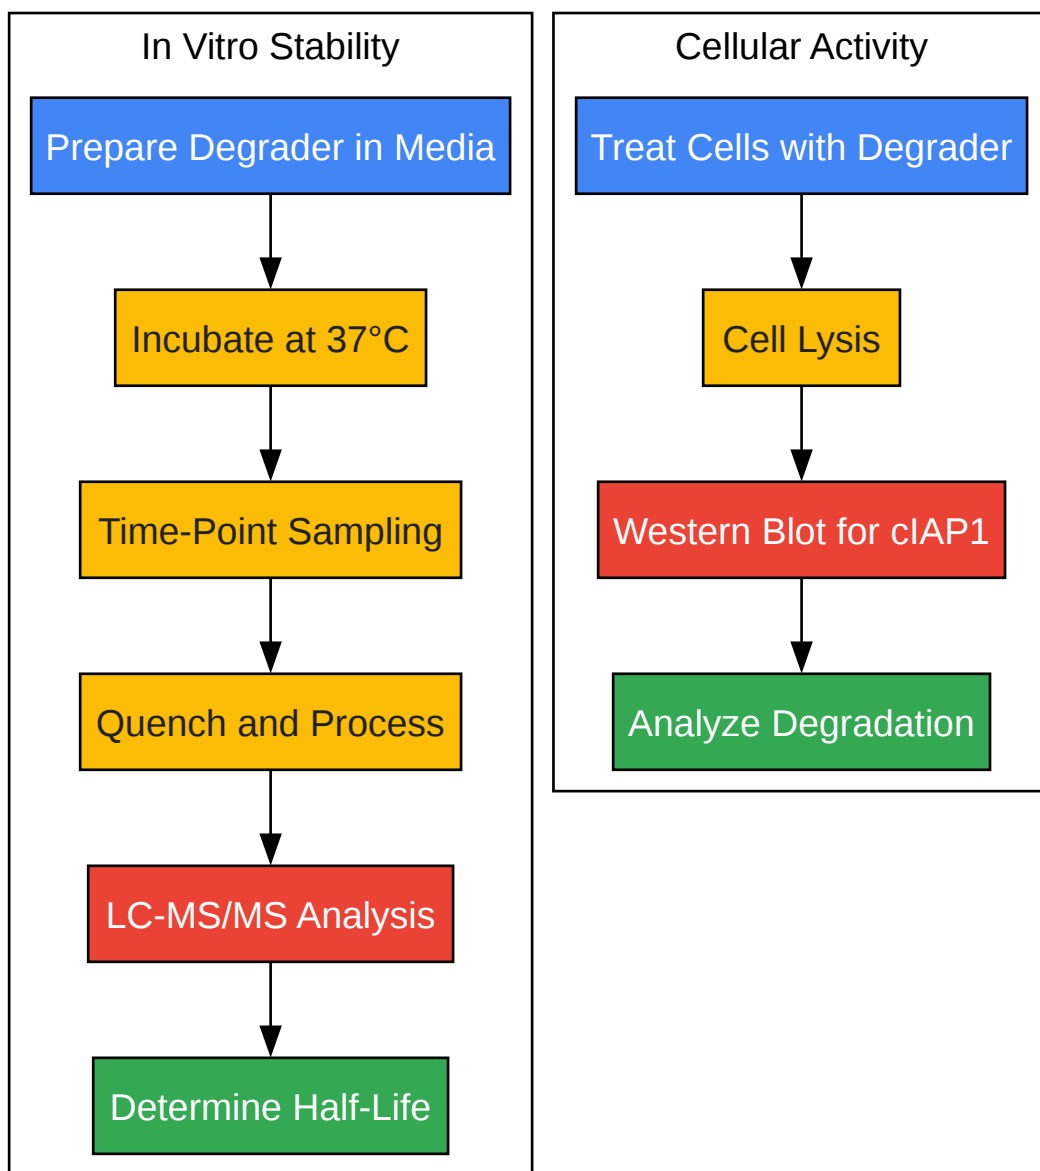 In Vitro Stability
Prepare Degrader in Media
Incubate at 37°C
Time-Point Sampling
Quench and Process
LC-MS/MS Analysis
Determine Half-Life
Cellular Activity
Treat Cells with Degrader
Cell Lysis
Western Blot for cIAP1
Analyze Degradation